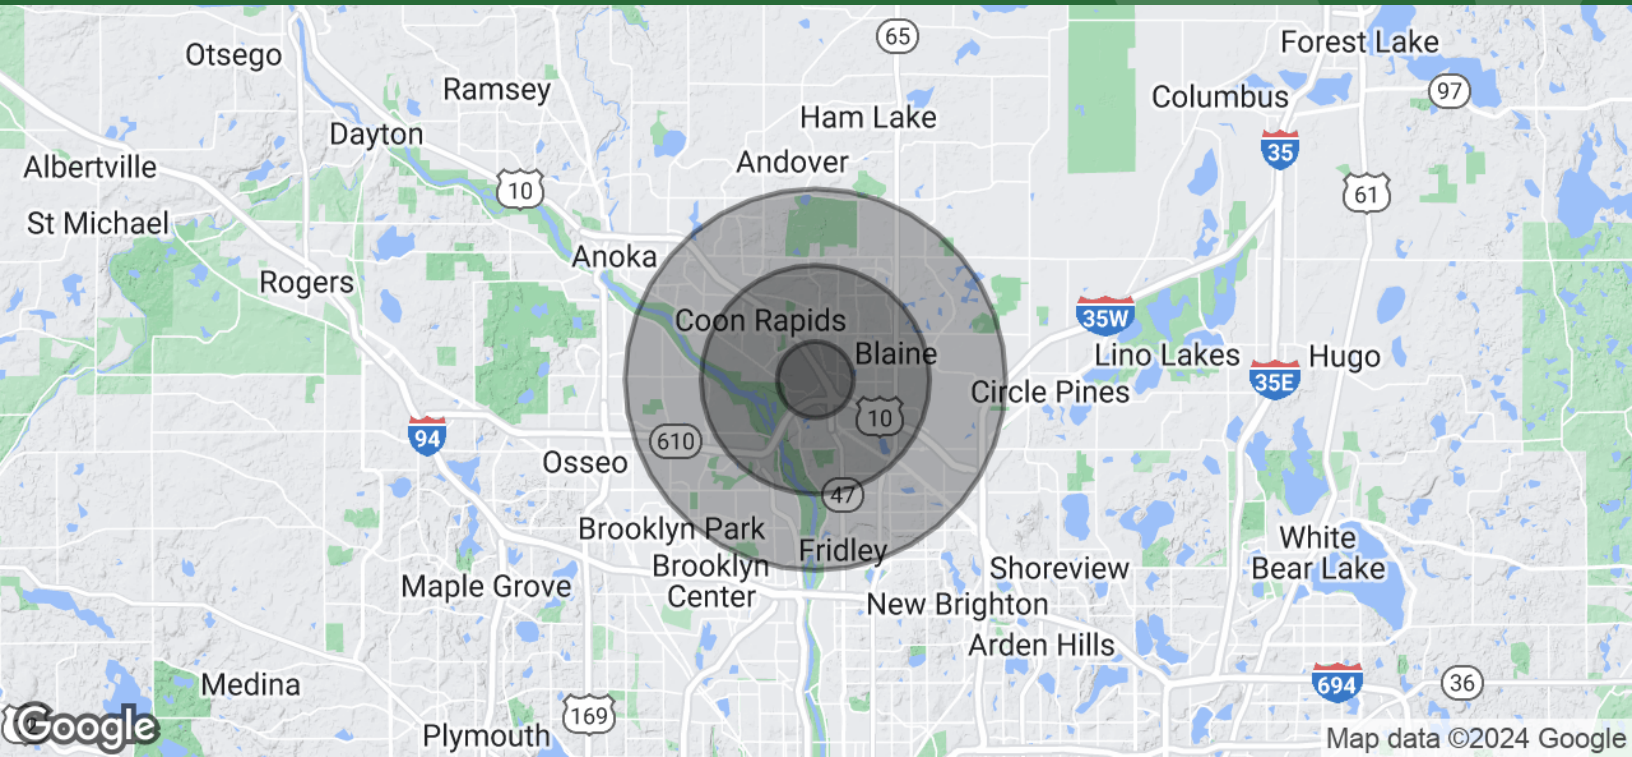 Otsego
65
Forest Lake
Ramsey
Columbus
97
Ham Lake
Dayton
35
Andover
Albertville
10
61
St Michael
Anoka
Rogers
35W
Coon Rapids
Blaine
Lino Lakes
Hugo
35E
Circle Pines
10
94
610
Osseo
47
Brooklyn Park
White
Bear Lake
Fridley
Brooklyn
Center
Shoreview
Maple Grove
New Brighton
Arden Hills
Medina
694
36
169
Google
Plymouth
Map data ©2024 Google